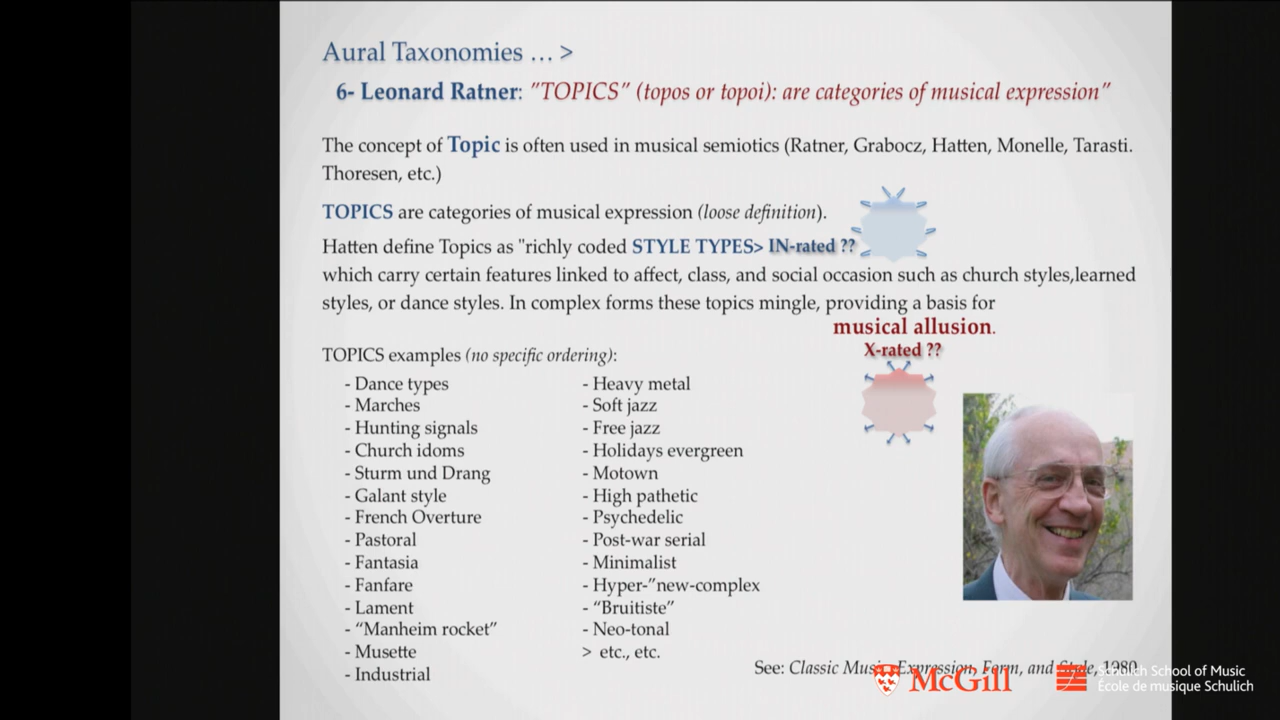 Aural Taxonomies … >
6- Leonard Ratner: "TOPICS" (topos or topoi): are categories of musical expression"
The concept of Topic is often used in musical semiotics (Ratner, Grabocz, Hatten, Monelle, Tarasti.
Thoresen, etc.)
TOPICS are categories of musical expression (loose definition).
Hatten define Topics as "richly coded STYLE TYPES> IN-rated ??
which carry certain features linked to affect, class, and social occasion such as church styles,learned
styles, or dance styles. In complex forms these topics mingle, providing a basis for
musical allusion.
X-rated ??
TOPICS examples (no specific ordering):
- Dance types
- Marches
- Hunting signals
- Church idoms
- Sturm und Drang
- Galant style
- French Overture
- Pastoral
- Fantasia
- Fanfare
- Lament
- "Manheim rocket"
- Musette
- Industrial
- Heavy metal
- Soft jazz
- Free jazz
- Holidays evergreen
- Motown
- High pathetic
- Psychedelic
- Post-war serial
- Minimalist
- Hyper-"new-complex
- "Bruitiste"
- Neo-tonal
> etc., etc.
See: Classic Music, Expression, Form, and Style, 1980
McGill
Schulich School of Music
École de musique Schulich